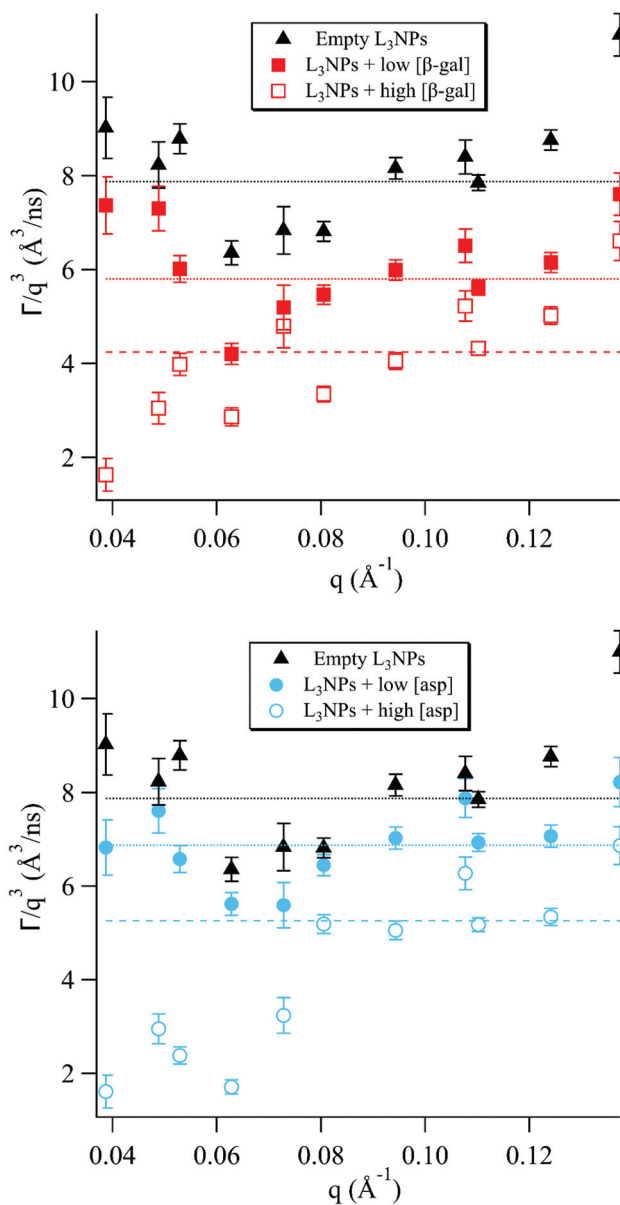 10
8
6
4
2
Γ/q³ (Å³/ns)
Empty L₃NPs
L₃NPs + low [β-gal]
L₃NPs + high [β-gal]
0.04 0.06 0.08 0.10 0.12
q (Å⁻¹)
10
8
6
4
2
Γ/q³ (Å³/ns)
Empty L₃NPs
L₃NPs + low [asp]
L₃NPs + high [asp]
0.04 0.06 0.08 0.10 0.12
q (Å⁻¹)